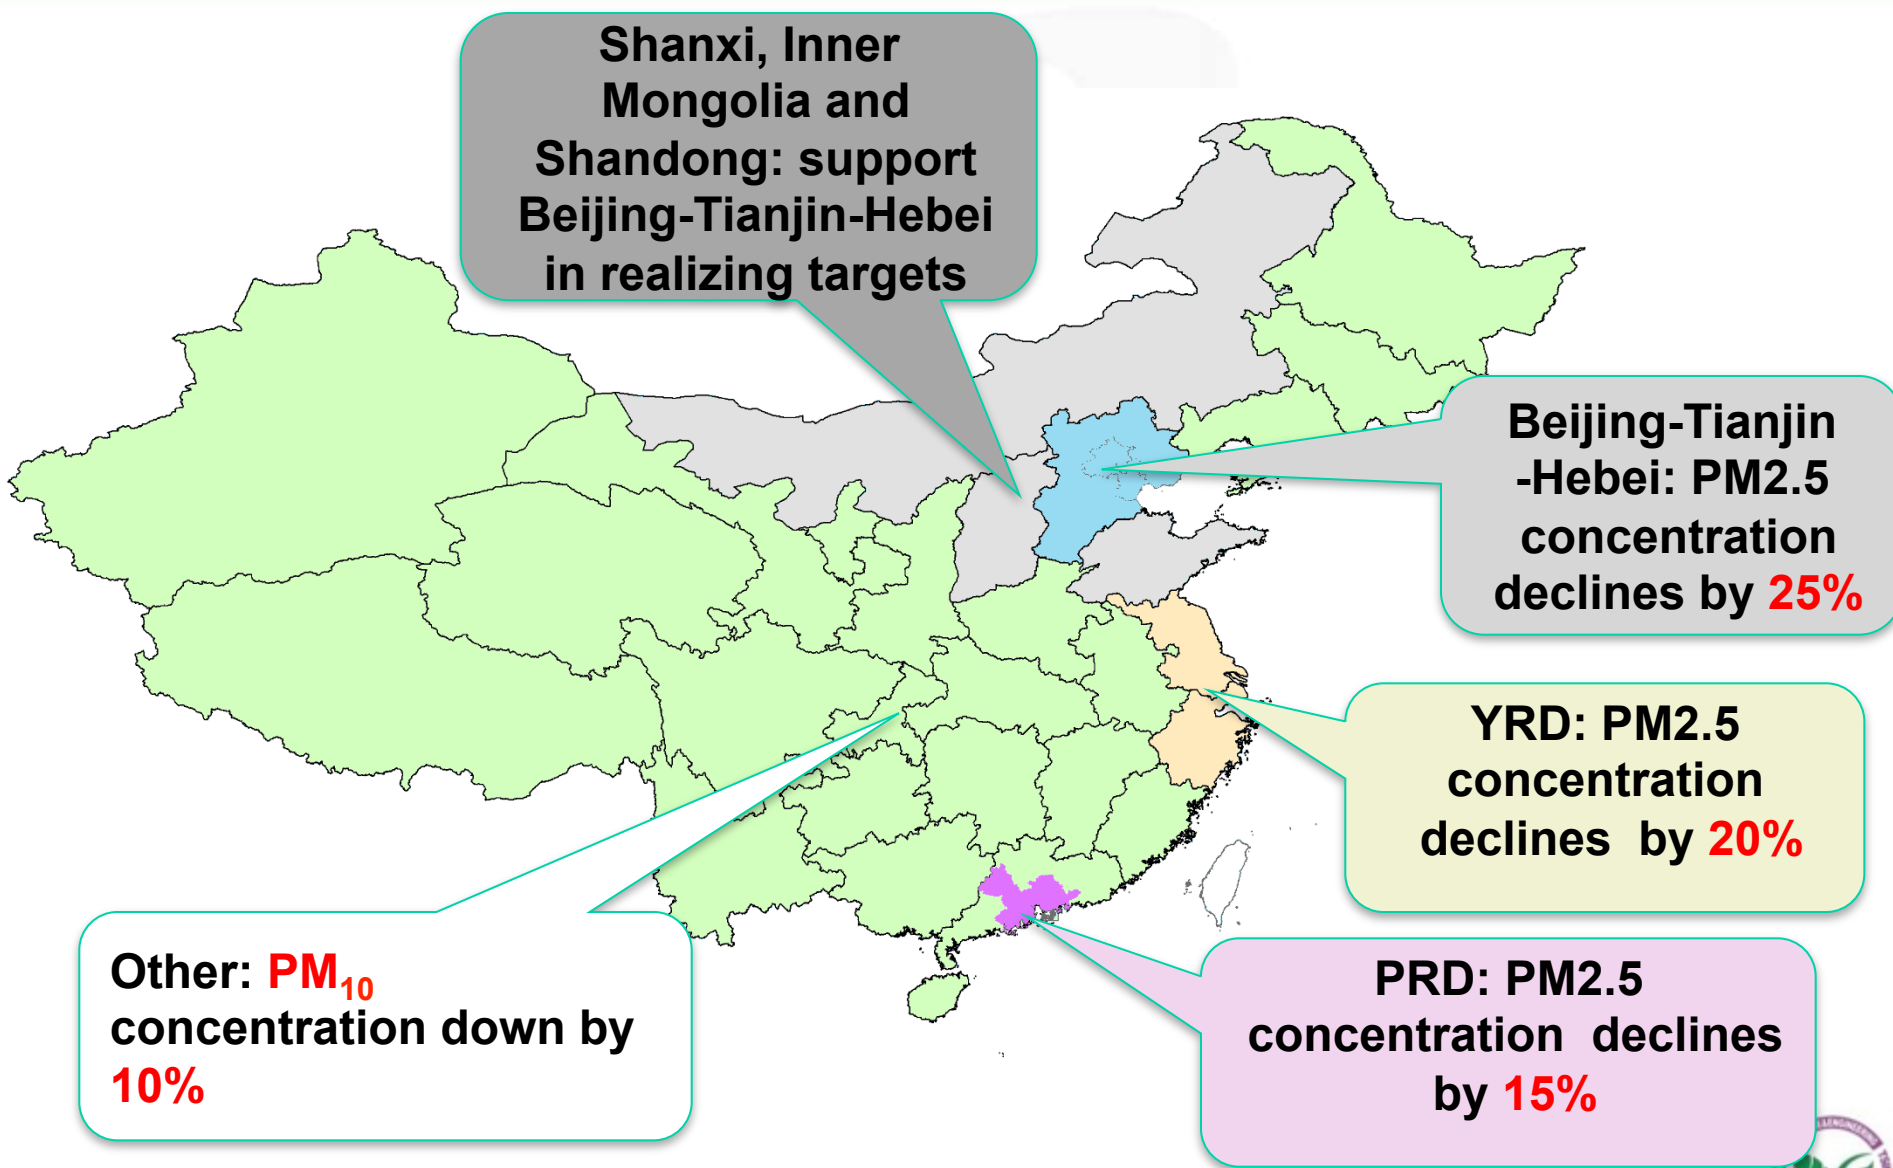 Shanxi, Inner
Mongolia and
Shandong: support
Beijing-Tianjin-Hebei
in realizing targets
Beijing-Tianjin
-Hebei: PM2.5
concentration
declines by 25%
YRD: PM2.5
concentration
declines by 20%
Other: PM10
concentration down by
10%
PRD: PM2.5
concentration declines
by 15%